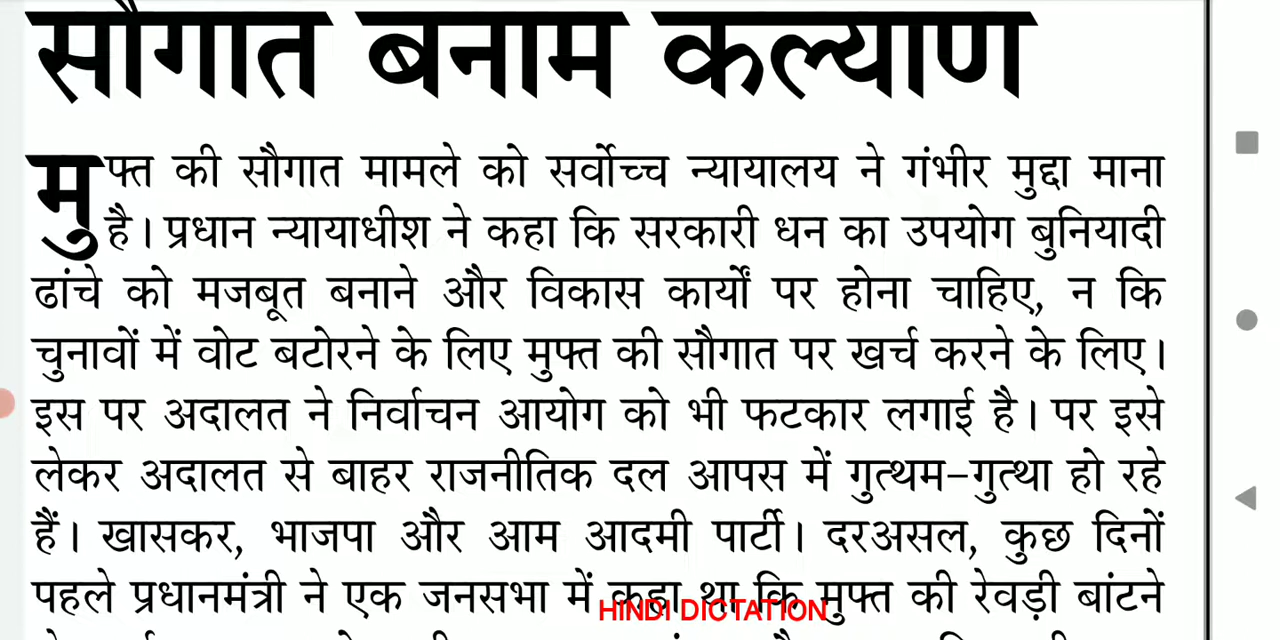 सौगात बनाम कल्याण
मुफ्त की सौगात मामले को सर्वोच्च न्यायालय ने गंभीर मुद्दा माना
है। प्रधान न्यायाधीश ने कहा कि सरकारी धन का उपयोग बुनियादी
ढांचे को मजबूत बनाने और विकास कार्यों पर होना चाहिए, न कि
चुनावों में वोट बटोरने के लिए मुफ्त की सौगात पर खर्च करने के लिए।
इस पर अदालत ने निर्वाचन आयोग को भी फटकार लगाई है। पर इसे
लेकर अदालत से बाहर राजनीतिक दल आपस में गुत्थम-गुत्था हो रहे
हैं। खासकर, भाजपा और आम आदमी पार्टी। दरअसल, कुछ दिनों
पहले प्रधानमंत्री ने एक जनसभा में कहा था कि मुफ्त की रेवड़ी बांटने
HINDI DICTATION